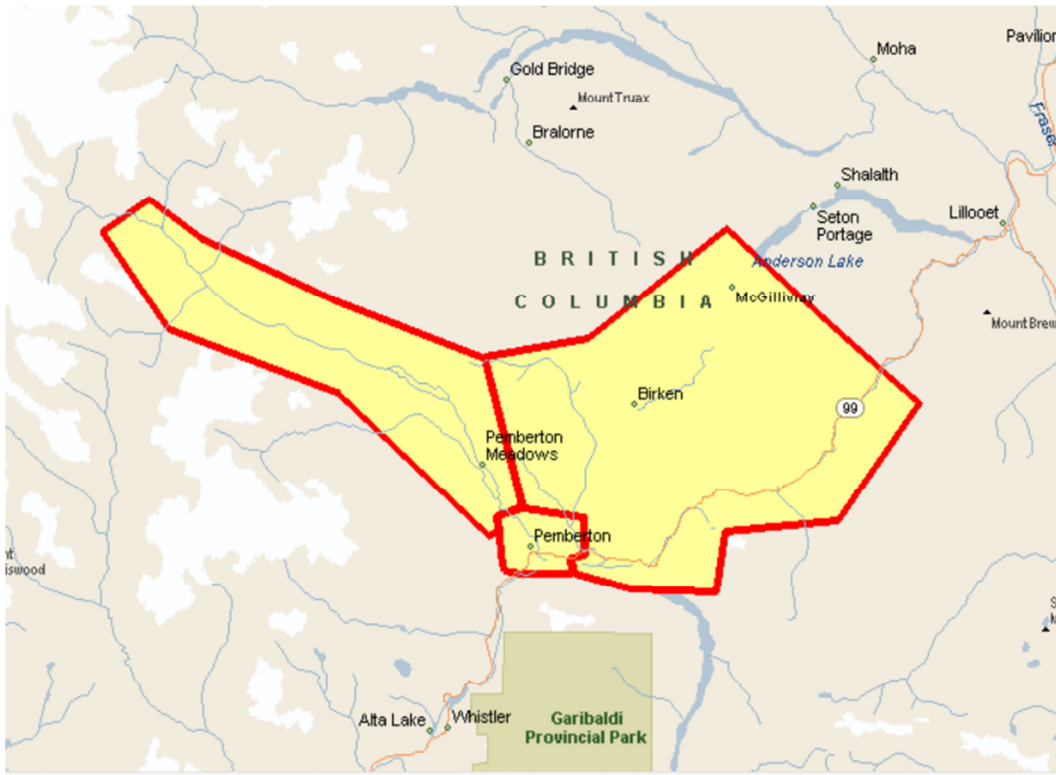 Moha
Pavilion
Gold Bridge
Mount Truax
Fraser
Bralorne
Shalalth
Seton
Portage
Lillooet
BRITISH
Anderson Lake
COLUMBIA
McGillivray
Mount Brew
Birken
99
Pemberton
Meadows
Pemberton
Alta Lake
Whistler
Garibaldi
Provincial Park